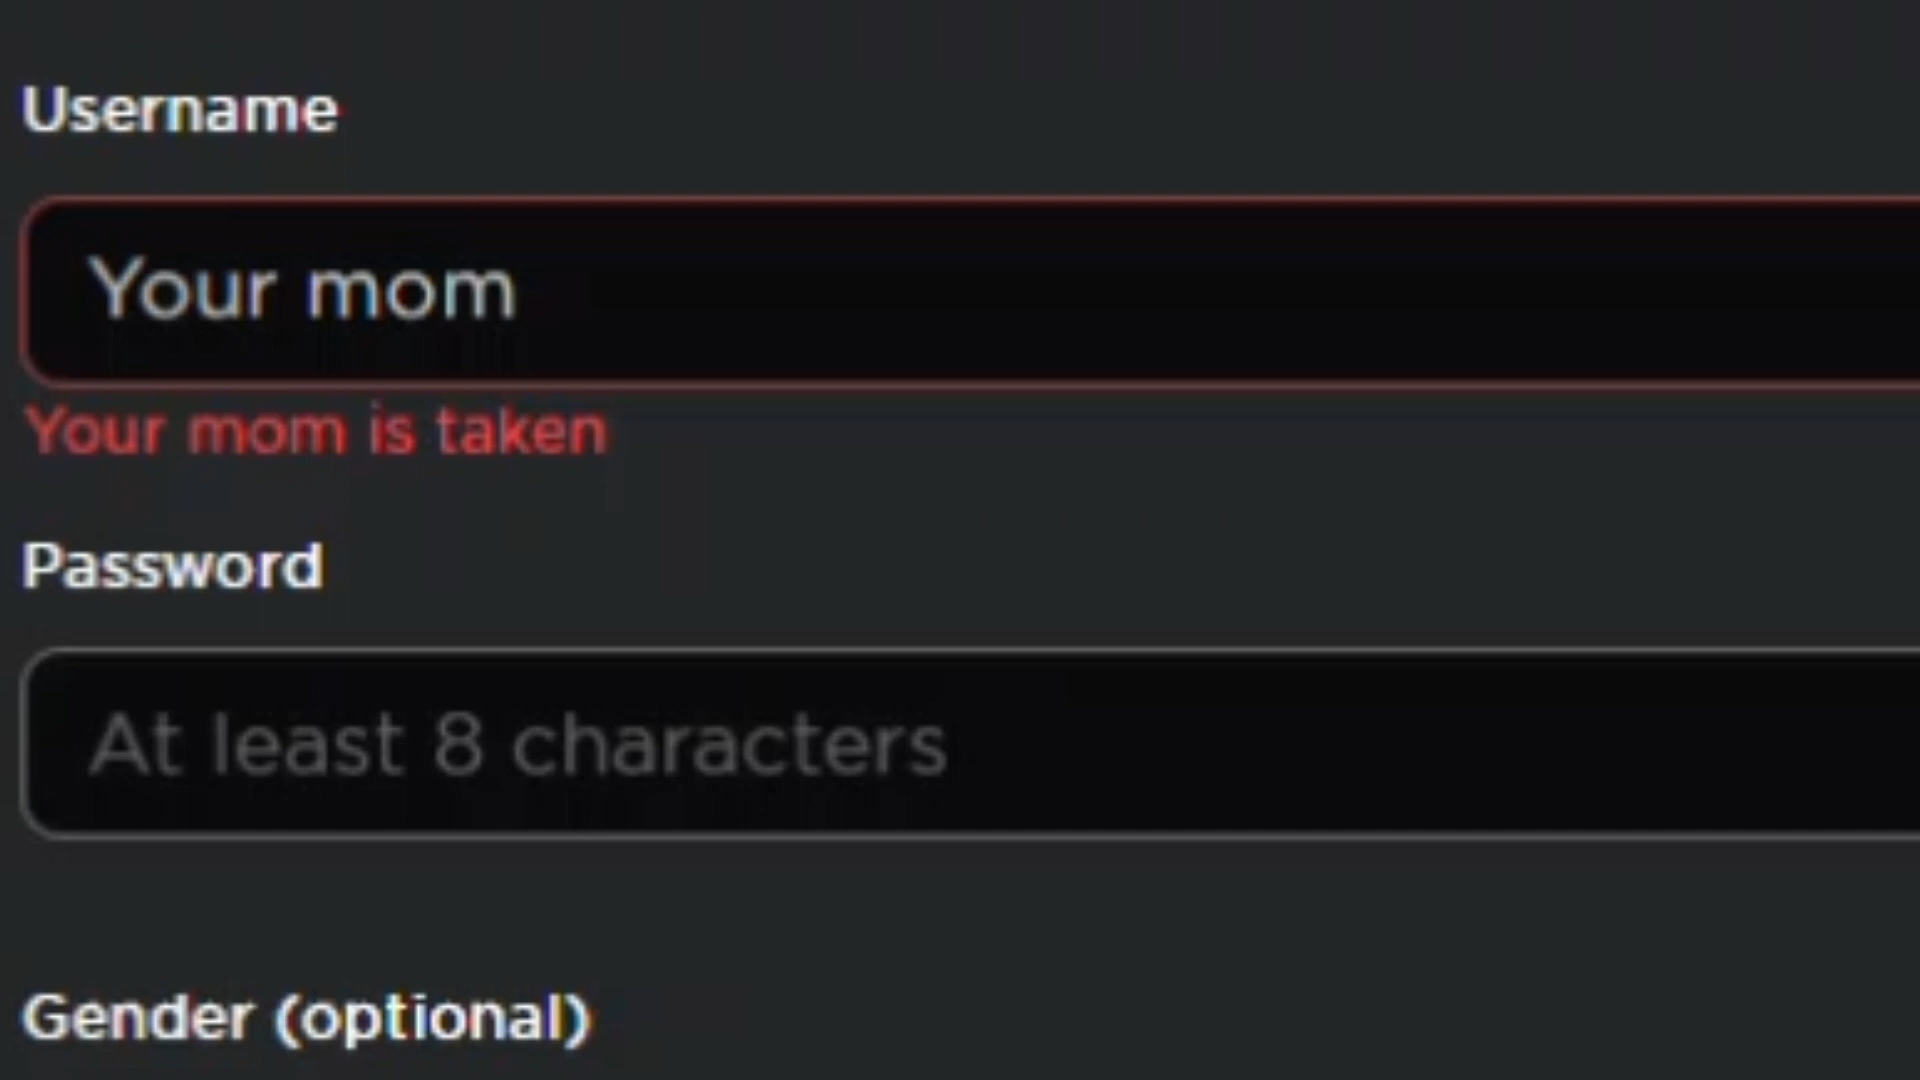 Username
Your mom
Your mom is taken
Password
At least 8 characters
Gender (optional)